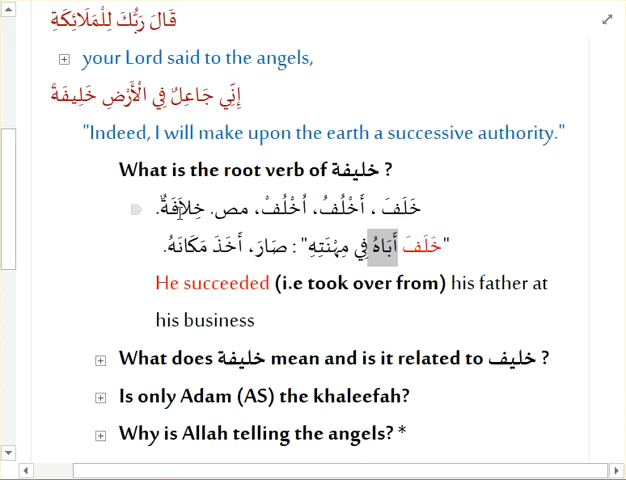 قَالَ رَبُّكَ لِلْمَلَائِكَةِ
your Lord said to the angels,
إِنِّي جَاعِلٌ فِي الْأَرْضِ خَلِيفَةً
"Indeed, I will make upon the earth a successive authority."
What is the root verb of خليفة ?
خَلَفَ ، أَخْلُفُ، اُخْلُفْ، مص. خِلاَفَةٌ.
"خَلَفَ أَبَاهُ فِي مِهْنَتِهِ" : صَارَ، أَخَذَ مَكَانَهُ.
He succeeded (i.e took over from) his father at
his business
What does خليفة mean and is it related to خليف ?
Is only Adam (AS) the khaleefah?
Why is Allah telling the angels? *